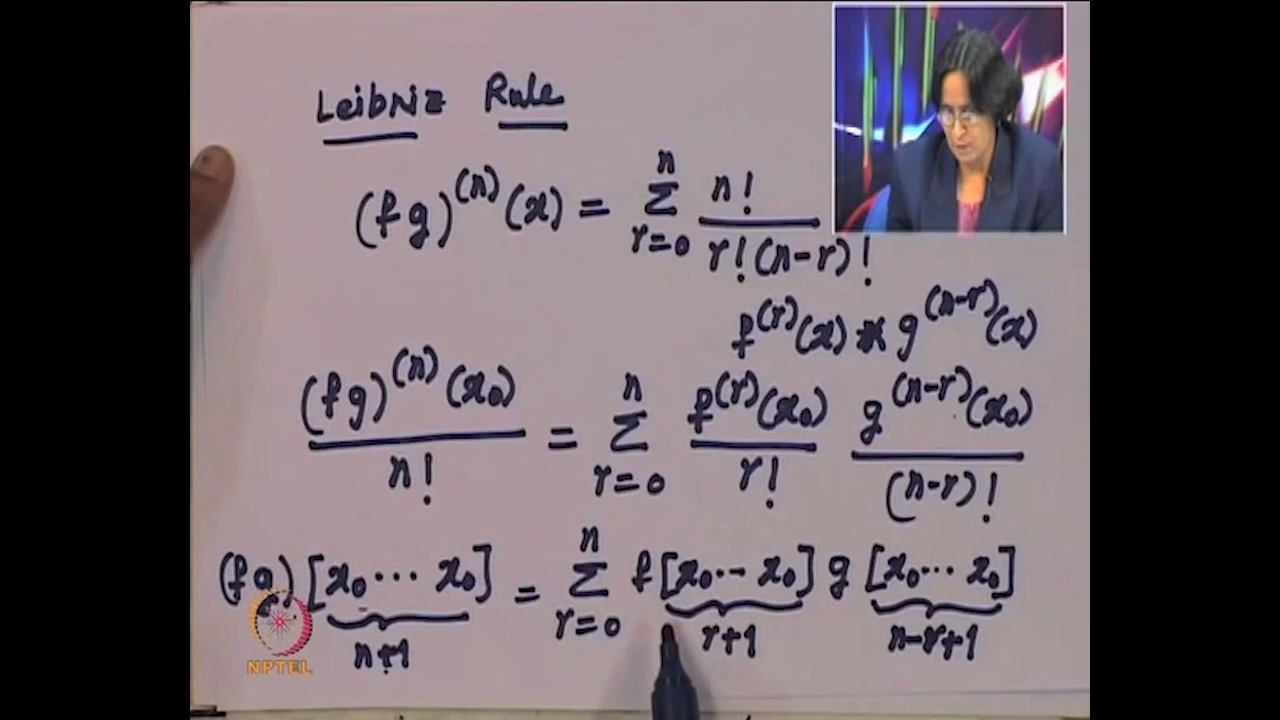 Leibniz Rule
(fg)^(n)(x) = Σ_{r=0}^{n} n! / r!(n-r)!
f^(r)(x) * g^(n-r)(x)
(fg)^(n)(x₀) / n! = Σ_{r=0}^{n} f^(r)(x₀) / r! g^(n-r)(x₀) / (n-r)!
(fg)[x₀⋯x₀] = Σ_{r=0}^{n} f[x₀⋯x₀] g[x₀⋯x₀]
n+1 r+1 n-r+1
NPTEL